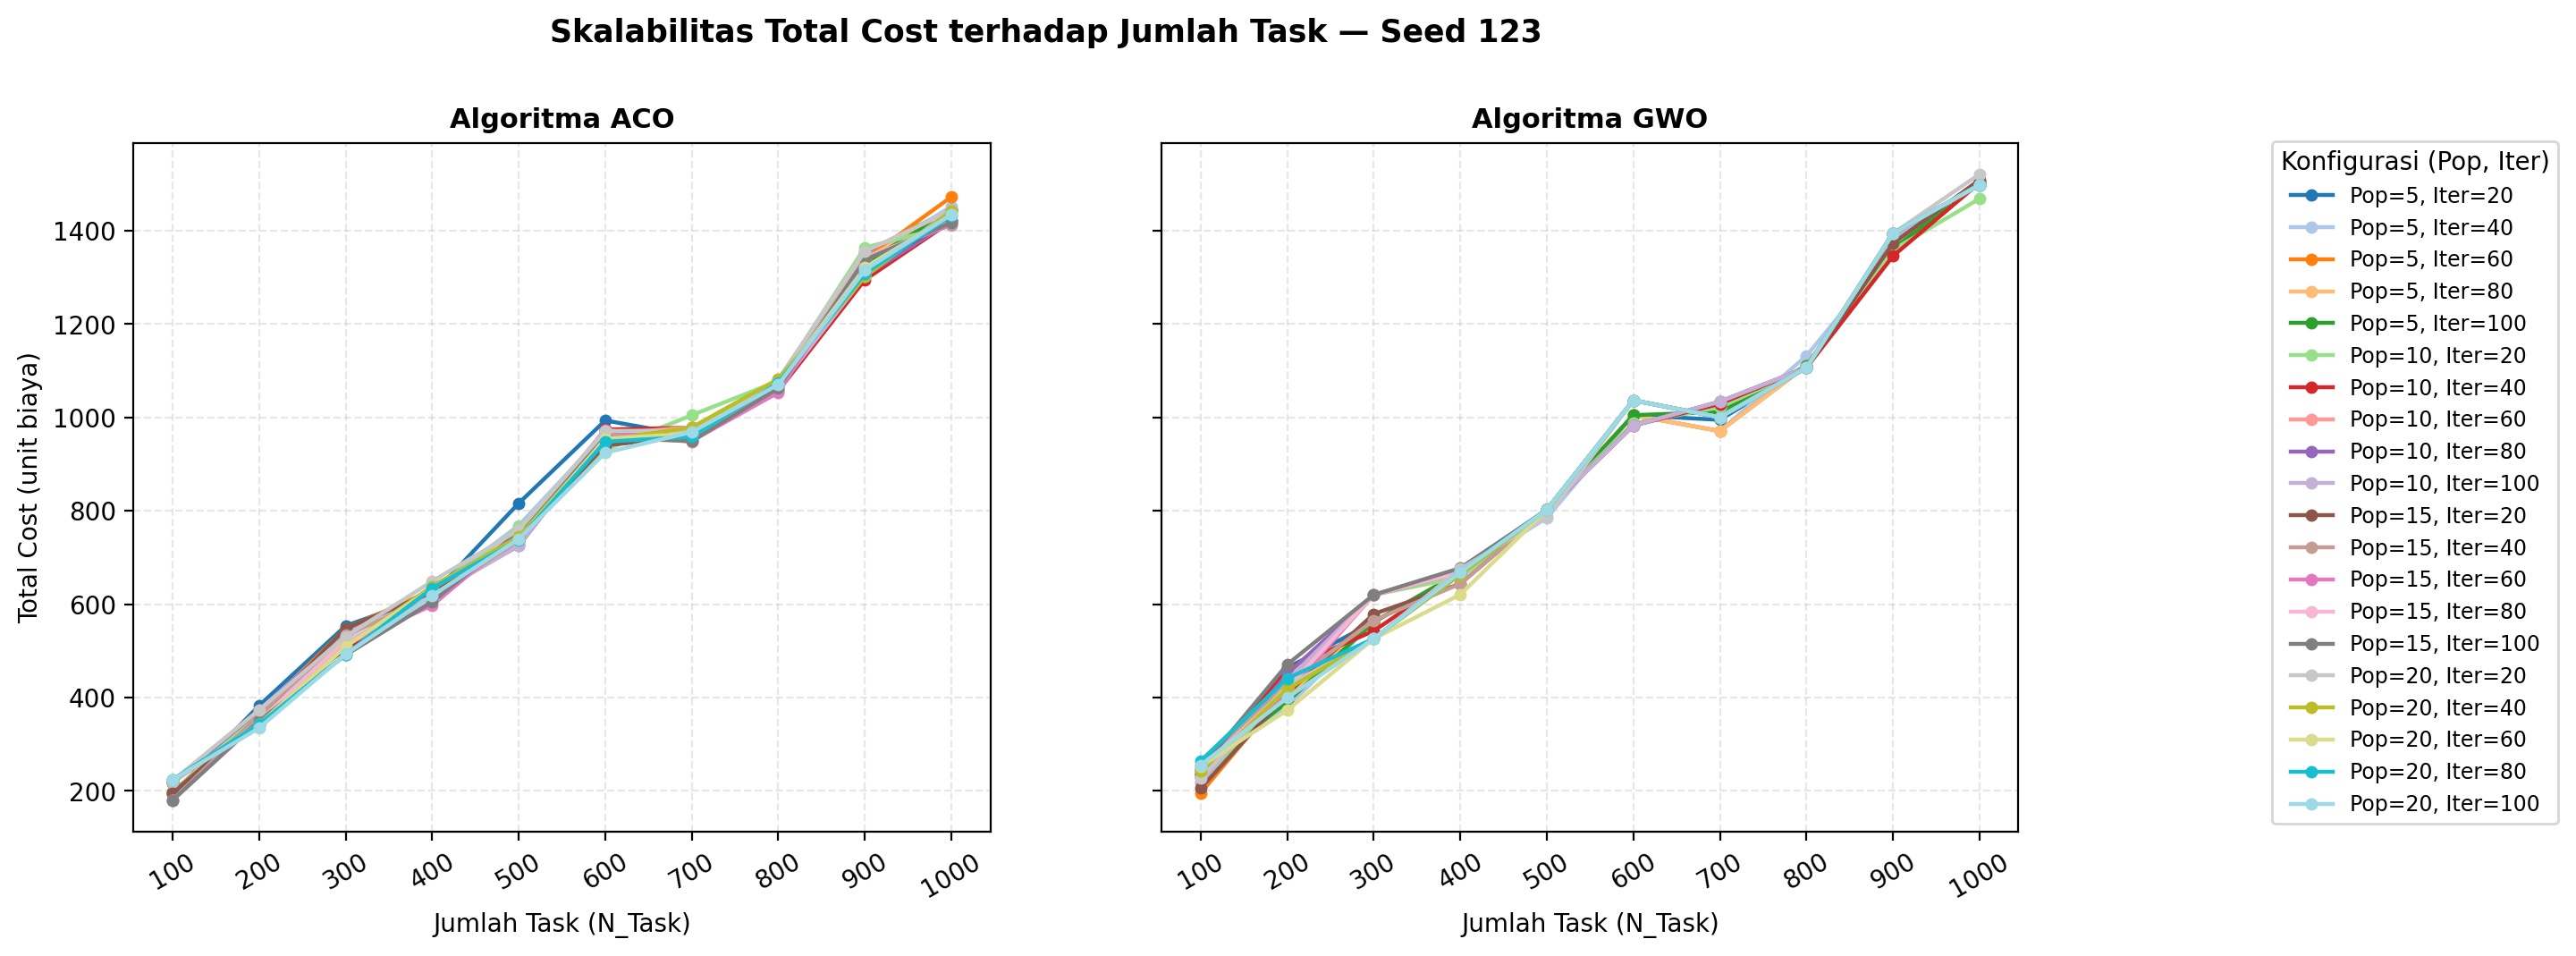 Skalabilitas Total Cost terhadap Jumlah Task — Seed 123
Algoritma ACO
Total Cost (unit biaya)
1400
1200
1000
800
600
400
200
100 200 300 400 500 600 700 800 900 1000
Jumlah Task (N_Task)
Algoritma GWO
100 200 300 400 500 600 700 800 900 1000
Jumlah Task (N_Task)
Konfigurasi (Pop, Iter)
Pop=5, Iter=20
Pop=5, Iter=40
Pop=5, Iter=60
Pop=5, Iter=80
Pop=5, Iter=100
Pop=10, Iter=20
Pop=10, Iter=40
Pop=10, Iter=60
Pop=10, Iter=80
Pop=10, Iter=100
Pop=15, Iter=20
Pop=15, Iter=40
Pop=15, Iter=60
Pop=15, Iter=80
Pop=15, Iter=100
Pop=20, Iter=20
Pop=20, Iter=40
Pop=20, Iter=60
Pop=20, Iter=80
Pop=20, Iter=100